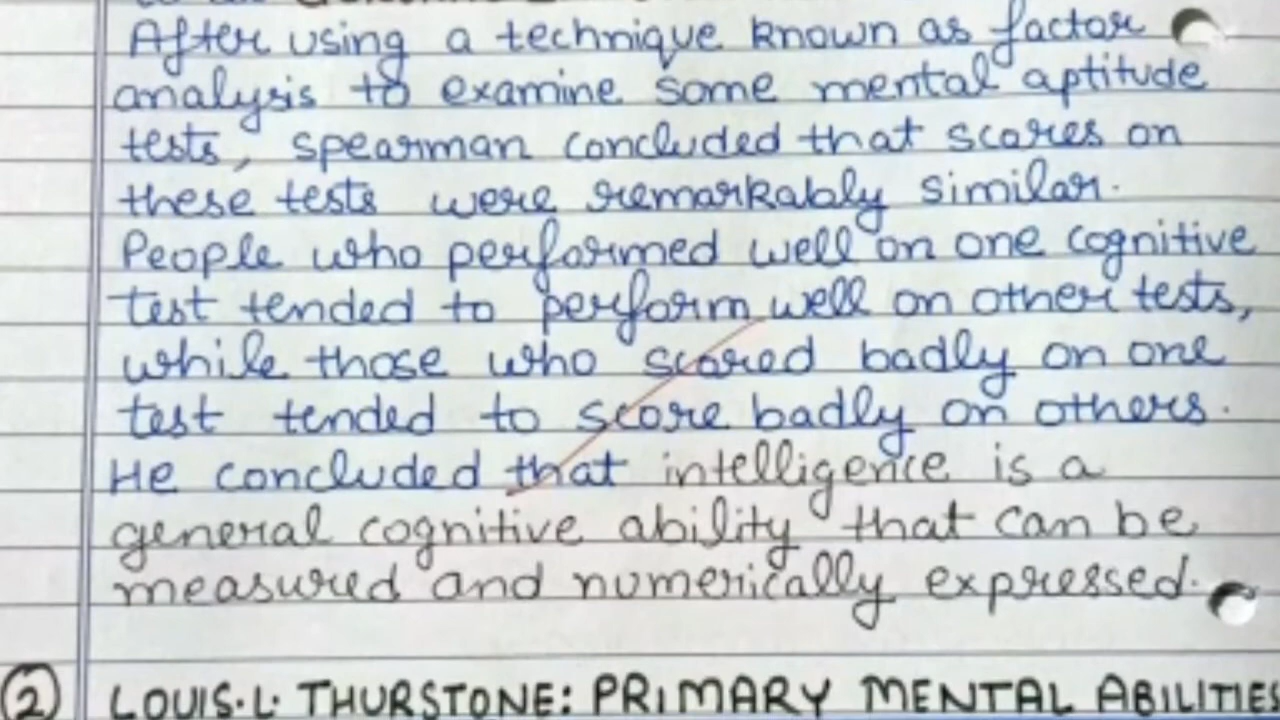 After using a technique known as factor
analysis to examine some mental aptitude
tests, spearman concluded that scores on
these tests were remarkably similar.
People who performed well on one cognitive
test tended to perform well on other tests,
while those who scored badly on one
test tended to score badly on others.
He concluded that intelligence is a
general cognitive ability that can be
measured and numerically expressed.
2 LOUIS.L. THURSTONE: PRIMARY MENTAL ABILITIES